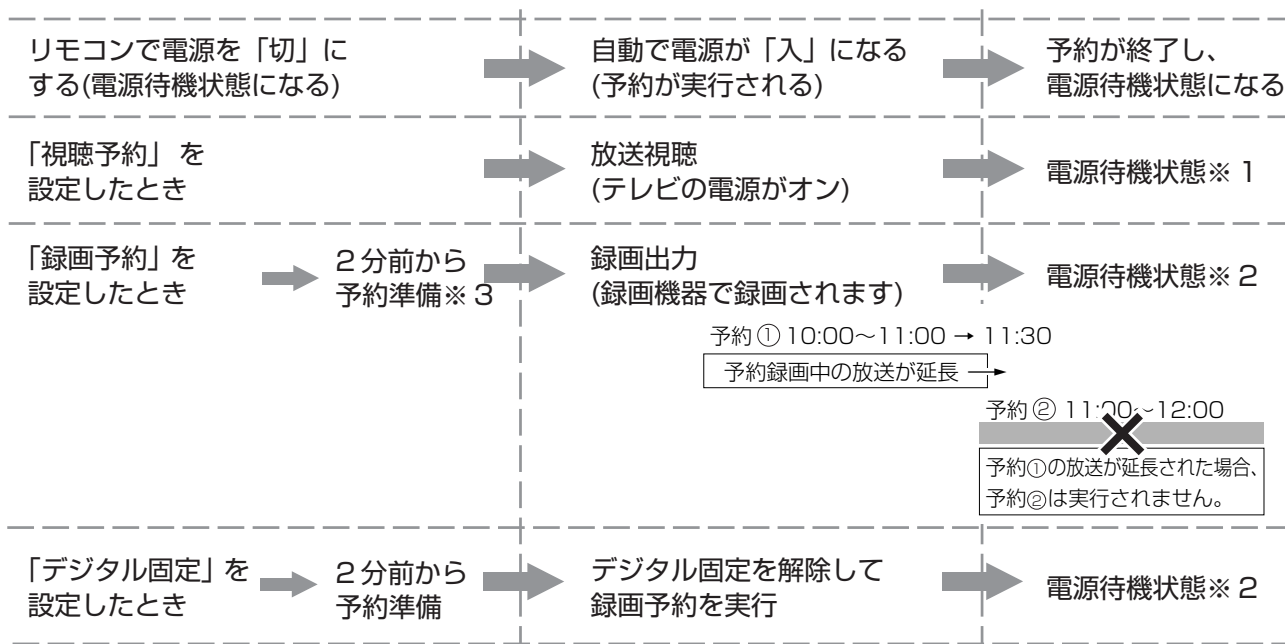 リモコンで電源を「切」に
する(電源待機状態になる)
自動で電源が「入」になる
(予約が実行される)
予約が終了し、
電源待機状態になる
「視聴予約」 を
設定したとき
放送視聴
(テレビの電源がオン)
電源待機状態※1
「録画予約」を
設定したとき
2分前から
予約準備※3
録画出力
(録画機器で録画されます)
電源待機状態※2
予約① 10:00〜11:00 → 11:30
予約録画中の放送が延長
予約② 11:00〜12:00
予約①の放送が延長された場合、
予約②は実行されません。
「デジタル固定」を
設定したとき
2分前から
予約準備
デジタル固定を解除して
録画予約を実行
電源待機状態※2